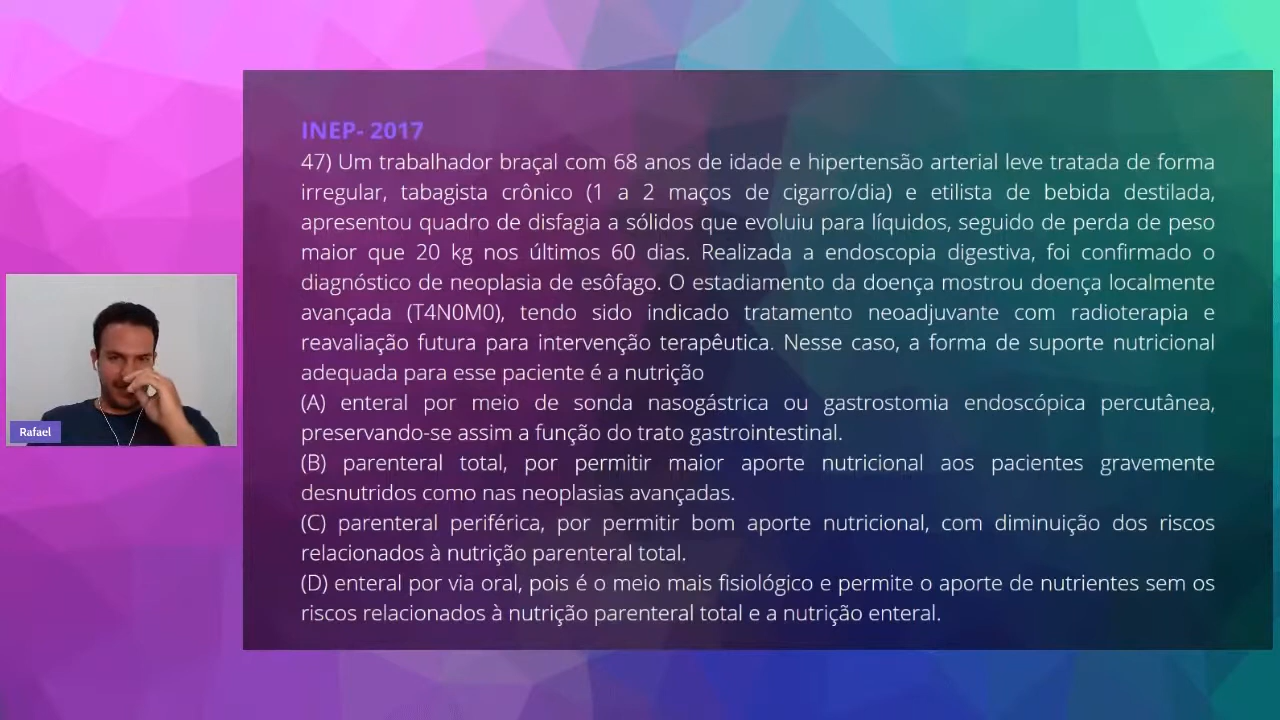 INEP- 2017
47) Um trabalhador braçal com 68 anos de idade e hipertensão arterial leve tratada de forma
irregular, tabagista crônico (1 a 2 maços de cigarro/dia) e etilista de bebida destilada,
apresentou quadro de disfagia a sólidos que evoluiu para líquidos, seguido de perda de peso
maior que 20 kg nos últimos 60 dias. Realizada a endoscopia digestiva, foi confirmado o
diagnóstico de neoplasia de esôfago. O estadiamento da doença mostrou doença localmente
avançada (T4N0M0), tendo sido indicado tratamento neoadjuvante com radioterapia e
reavaliação futura para intervenção terapêutica. Nesse caso, a forma de suporte nutricional
adequada para esse paciente é a nutrição
(A) enteral por meio de sonda nasogástrica ou gastrostomia endoscópica percutânea,
preservando-se assim a função do trato gastrointestinal.
(B) parenteral total, por permitir maior aporte nutricional aos pacientes gravemente
desnutridos como nas neoplasias avançadas.
(C) parenteral periférica, por permitir bom aporte nutricional, com diminuição dos riscos
relacionados à nutrição parenteral total.
(D) enteral por via oral, pois é o meio mais fisiológico e permite o aporte de nutrientes sem os
riscos relacionados à nutrição parenteral total e a nutrição enteral.
Rafael